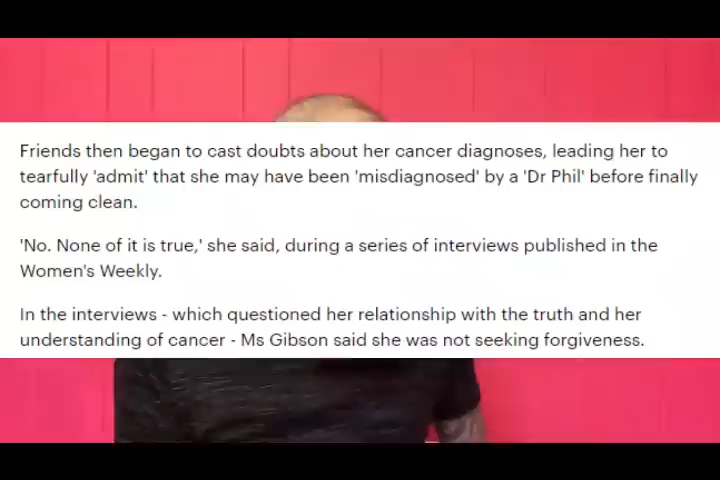 Friends then began to cast doubts about her cancer diagnoses, leading her to
tearfully 'admit' that she may have been 'misdiagnosed' by a 'Dr Phil' before finally
coming clean.
'No. None of it is true,' she said, during a series of interviews published in the
Women's Weekly.
In the interviews - which questioned her relationship with the truth and her
understanding of cancer - Ms Gibson said she was not seeking forgiveness.